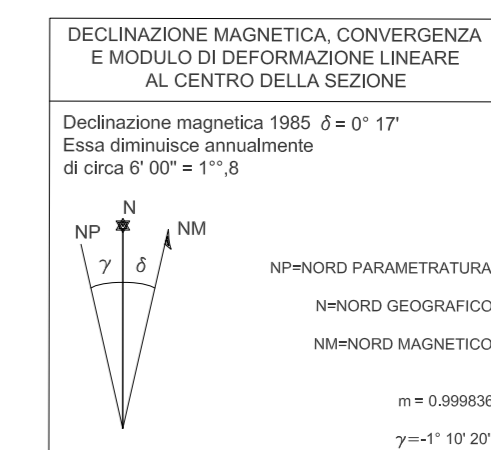 DECLINAZIONE MAGNETICA, CONVERGENZA
E MODULO DI DEFORMAZIONE LINEARE
AL CENTRO DELLA SEZIONE
Declinazione magnetica 1985 δ = 0° 17'
Essa diminuisce annualmente
di circa 6' 00" = 1°°,8
N
NP
NM
γ
δ
NP=NORD PARAMETRATURA
N=NORD GEOGRAFICO
NM=NORD MAGNETICO
m = 0.999836
γ=-1° 10' 20'